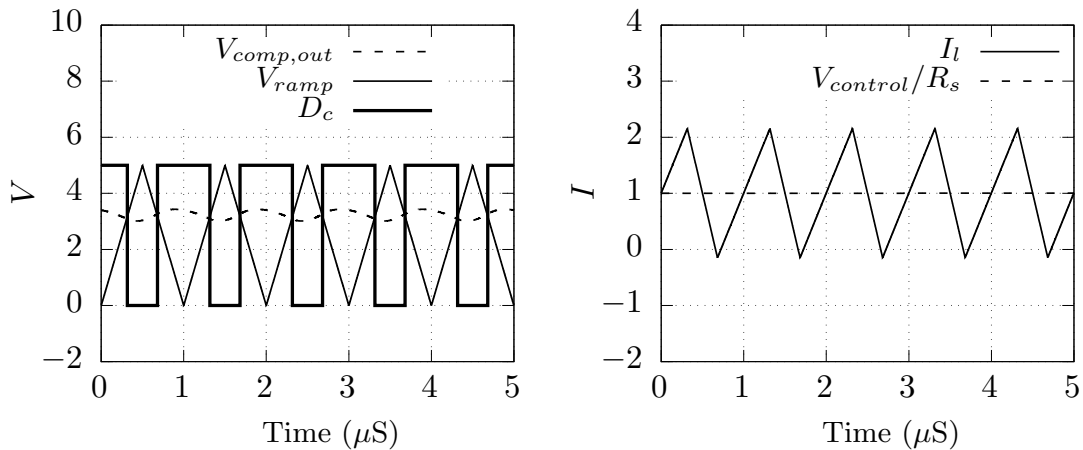 10
8
6
4
2
0
−2
V
V_{comp,out}
V_{ramp}
D_c
0 1 2 3 4 5
Time (μS)
4
3
2
1
0
−1
−2
I
I_l
V_{control}/R_s
0 1 2 3 4 5
Time (μS)